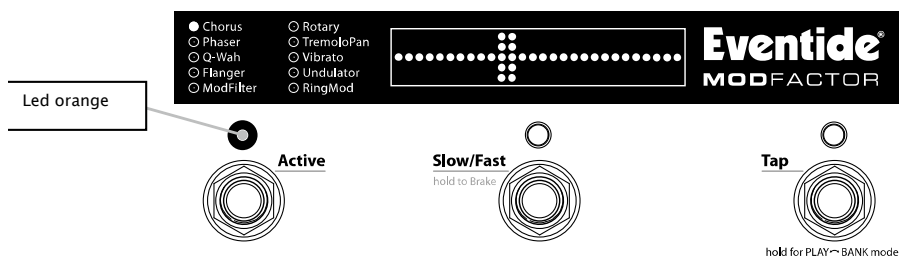 Chorus
Phaser
Q-Wah
Flanger
ModFilter
Rotary
TremoloPan
Vibrato
Undulator
RingMod
Eventide®
MODFACTOR
Led orange
Active
Slow/Fast
hold to Brake
Tap
hold for PLAY BANK mode